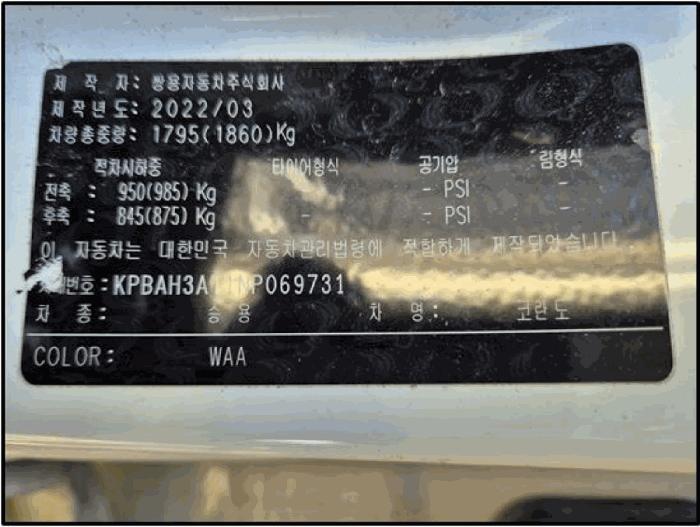 제 작 자: 쌍용자동차주식회사
제작년도: 2022/03
차량총중량: 1795(1860)Kg
적차시하중 타이어형식 공기압 림형식
전축 : 950(985) Kg - - PSI -
후축 : 845(875) Kg - - PSI -
이 자동차는 대한민국 자동차관리법령에 적합하게 제작되었습니다.
차 종: 승 용 차 명: 코란도
COLOR: WAA